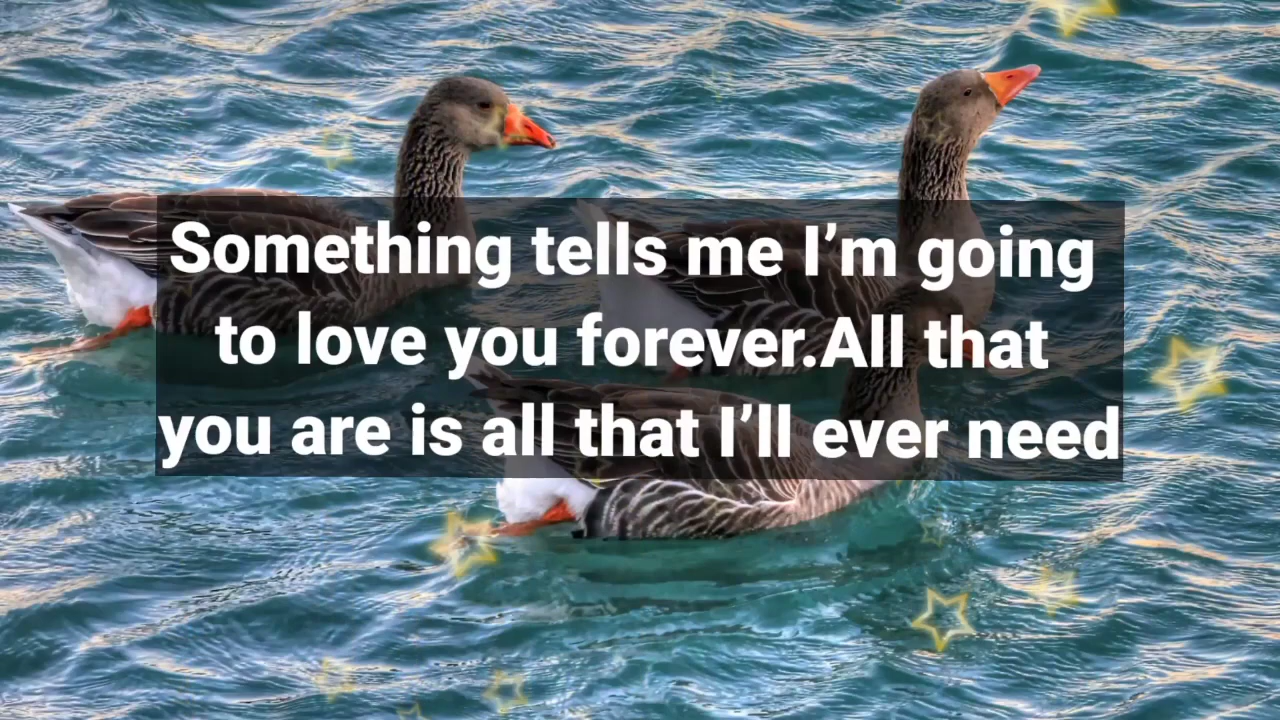 Something tells me I’m going
to love you forever.All that
you are is all that I’ll ever need